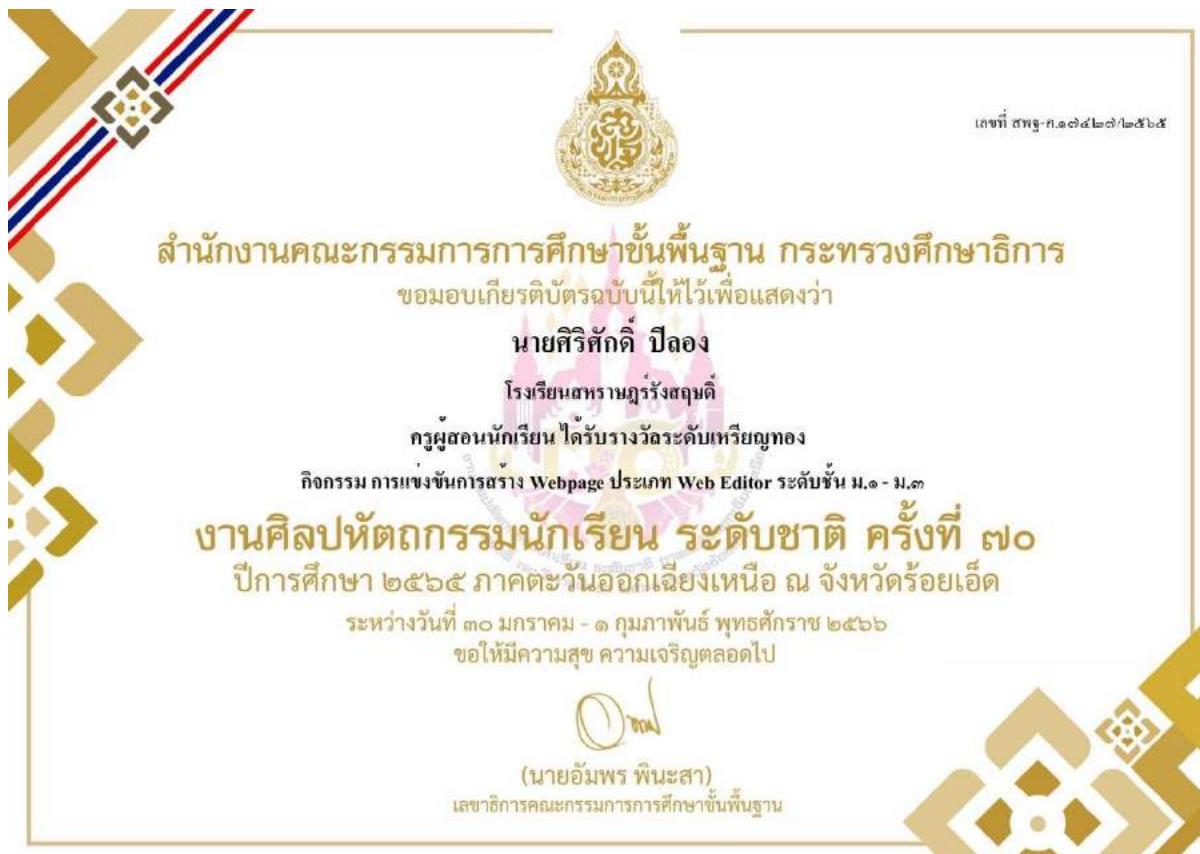 เลขที่ สพฐ-ค.๑๗๔๒๗/๒๕๖๕
สำนักงานคณะกรรมการการศึกษาขั้นพื้นฐาน กระทรวงศึกษาธิการ
ขอมอบเกียรติบัตรฉบับนี้ให้ไว้เพื่อแสดงว่า
นายศิริศักดิ์ ปีลอง
โรงเรียนสหราษฎร์รังสฤษดิ์
ครูผู้สอนนักเรียน ได้รับรางวัลระดับเหรียญทอง
กิจกรรม การแข่งขันการสร้าง Webpage ประเภท Web Editor ระดับชั้น ม.๑ - ม.๓
งานศิลปหัตถกรรมนักเรียน ระดับชาติ ครั้งที่ ๗๐
ปีการศึกษา ๒๕๖๕ ภาคตะวันออกเฉียงเหนือ ณ จังหวัดร้อยเอ็ด
ระหว่างวันที่ ๓๐ มกราคม - ๑ กุมภาพันธ์ พุทธศักราช ๒๕๖๖
ขอให้มีความสุข ความเจริญตลอดไป
(นายอัมพร พินะสา)
เลขาธิการคณะกรรมการการศึกษาขั้นพื้นฐาน